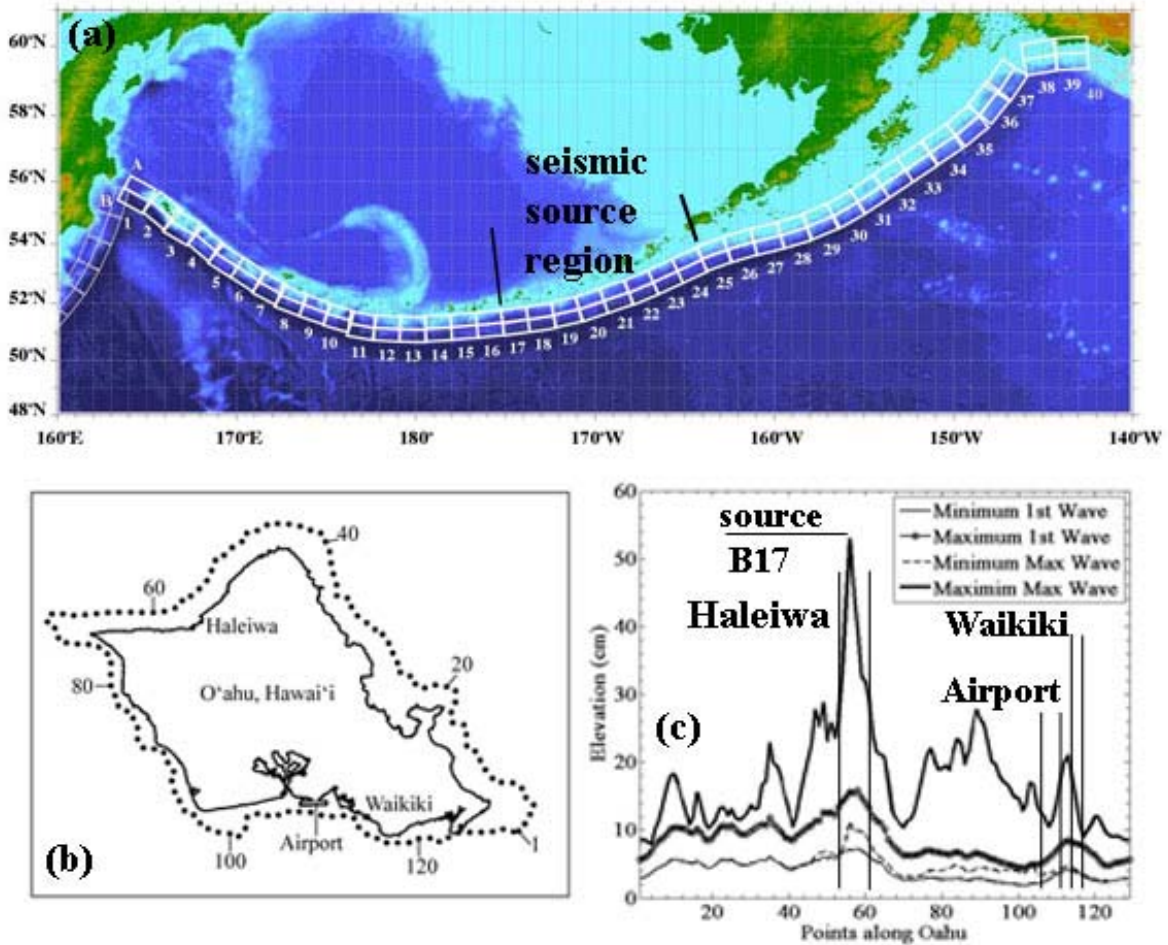 (a)
60°N
58°N
56°N
54°N
52°N
50°N
48°N
A
B
1 2 3 4 5 6 7 8 9 10 11 12 13 14 15 16 17 18 19 20 21 22 23 24 25 26 27 28 29 30 31 32 33 34 35 36 37 38 39 40
seismic
source
region
160°E 170°E 180° 170°W 160°W 150°W 140°W
(b)
40
60
Haleiwa
20
80
O'ahu, Hawai'i
Waikiki
Airport
100
120
1
(c)
60
50
40
30
20
10
0
Elevation (cm)
source
B17
Haleiwa
Minimum 1st Wave
Maximum 1st Wave
Minimum Max Wave
Maximim Max Wave
Waikiki
Airport
20 40 60 80 100 120
Points along Oahu